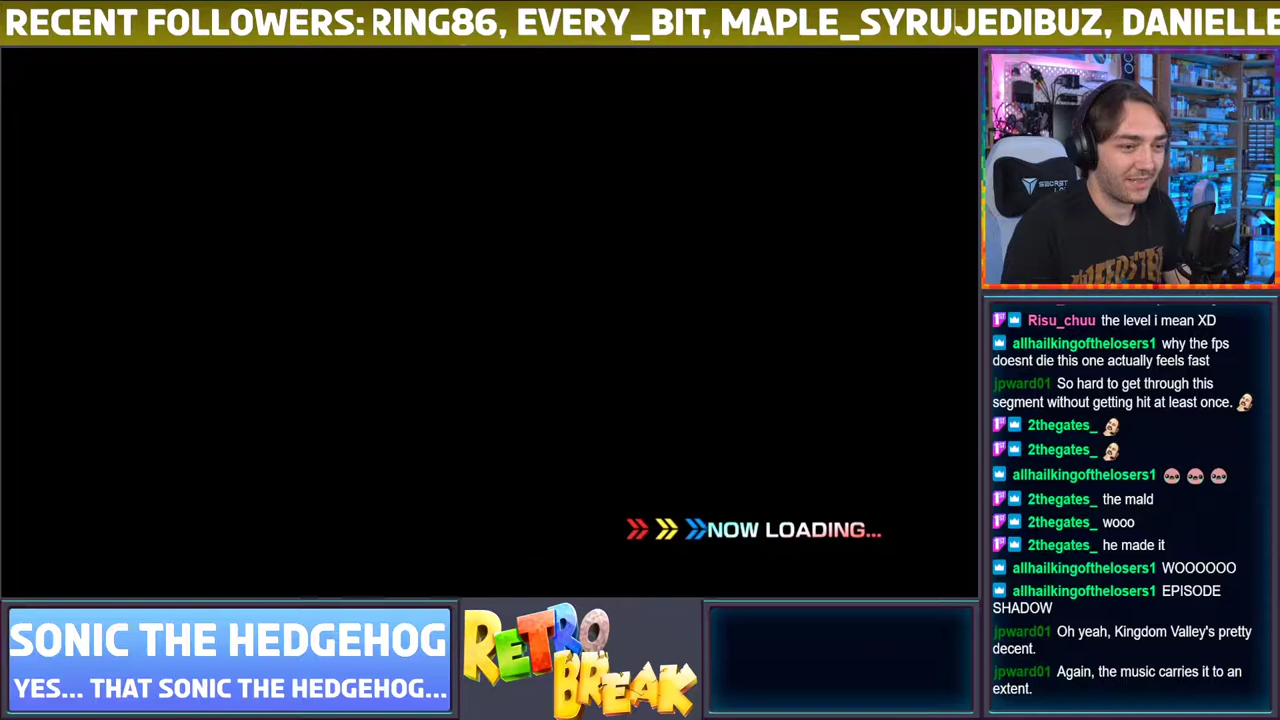 RECENT FOLLOWERS: RING86, EVERY_BIT, MAPLE_SYRUJEDIBUZ, DANIELLE
Risu_chuu the level i mean XD
allhailkingofthelosers1 why the fps
doesnt die this one actually feels fast
jpward01 So hard to get through this
segment without getting hit at least once.
2thegates_
2thegates_
allhailkingofthelosers1
2thegates_ the mald
2thegates_ wooo
2thegates_ he made it
allhailkingofthelosers1 WOOOOOO
allhailkingofthelosers1 EPISODE
SHADOW
jpward01 Oh yeah, Kingdom Valley's pretty
decent.
jpward01 Again, the music carries it to an
extent.
NOW LOADING...
SONIC THE HEDGEHOG
YES... THAT SONIC THE HEDGEHOG...
RETRO
BREAK